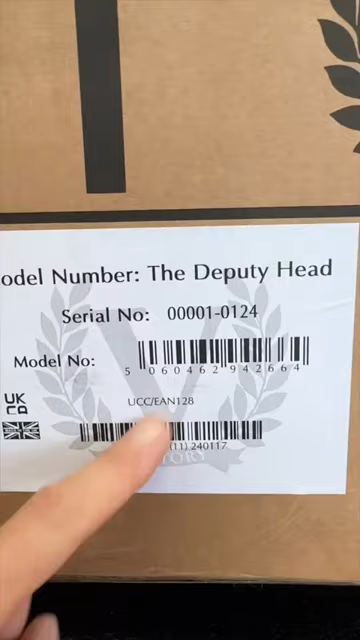 odel Number: The Deputy Head
Serial No: 00001-0124
Model No:
5 060462 942664
UCC/EAN128
UK
CA
(11) 240117